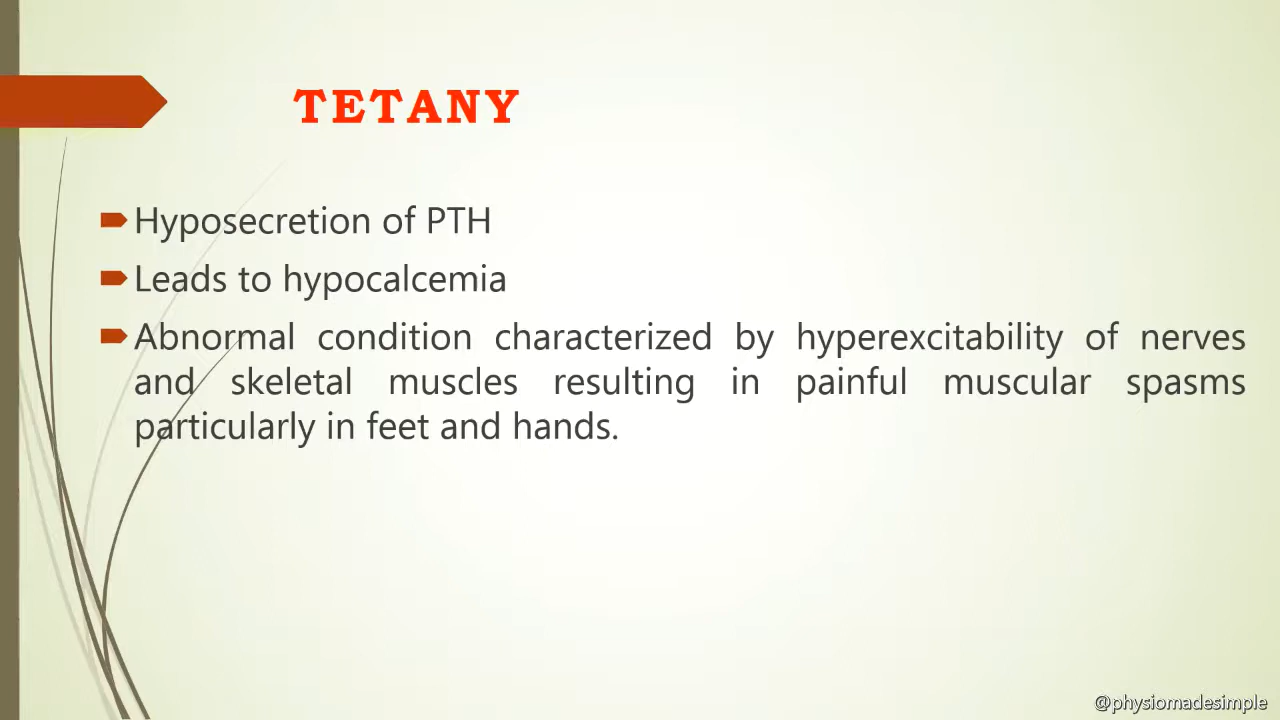 TETANY
Hyposecretion of PTH
Leads to hypocalcemia
Abnormal condition characterized by hyperexcitability of nerves
and skeletal muscles resulting in painful muscular spasms
particularly in feet and hands.
@physiomadesimple